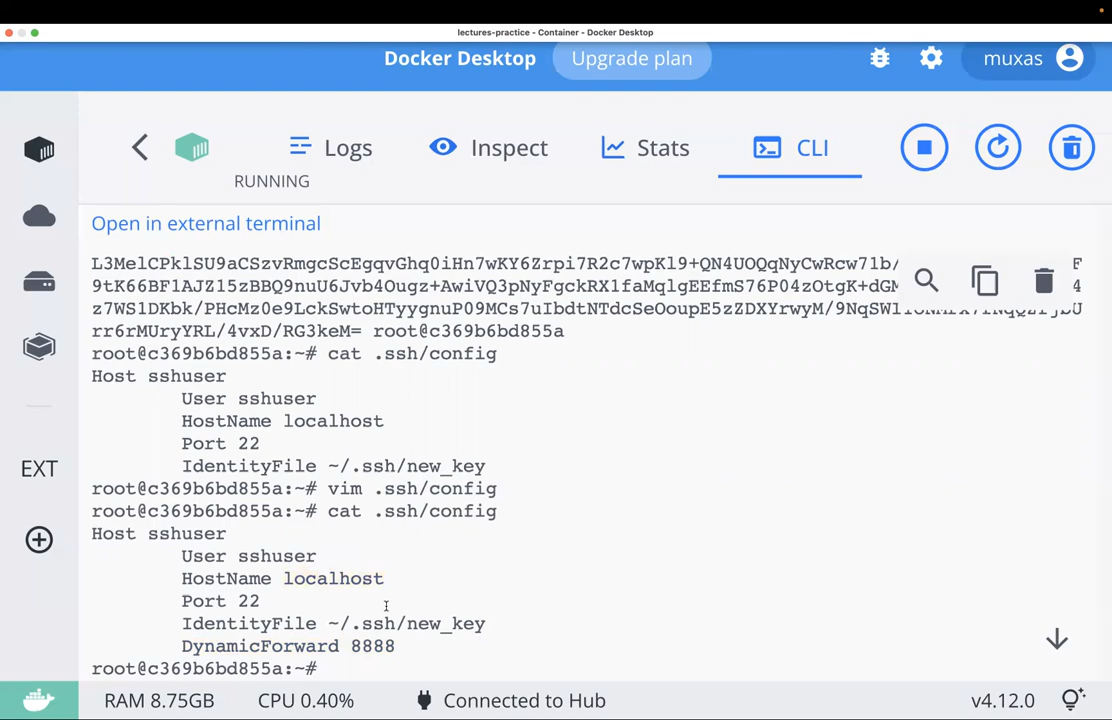 lectures-practice - Container - Docker Desktop
Docker Desktop
Upgrade plan
muxas
Logs
Inspect
Stats
CLI
RUNNING
Open in external terminal
root@c369b6bd855a
root@c369b6bd855a:~# cat .ssh/config
Host sshuser
User sshuser
HostName localhost
Port 22
IdentityFile ~/.ssh/new_key
root@c369b6bd855a:~# vim .ssh/config
root@c369b6bd855a:~# cat .ssh/config
Host sshuser
User sshuser
HostName localhost
Port 22
IdentityFile ~/.ssh/new_key
DynamicForward 8888
root@c369b6bd855a:~#
EXT
RAM 8.75GB
CPU 0.40%
Connected to Hub
v4.12.0